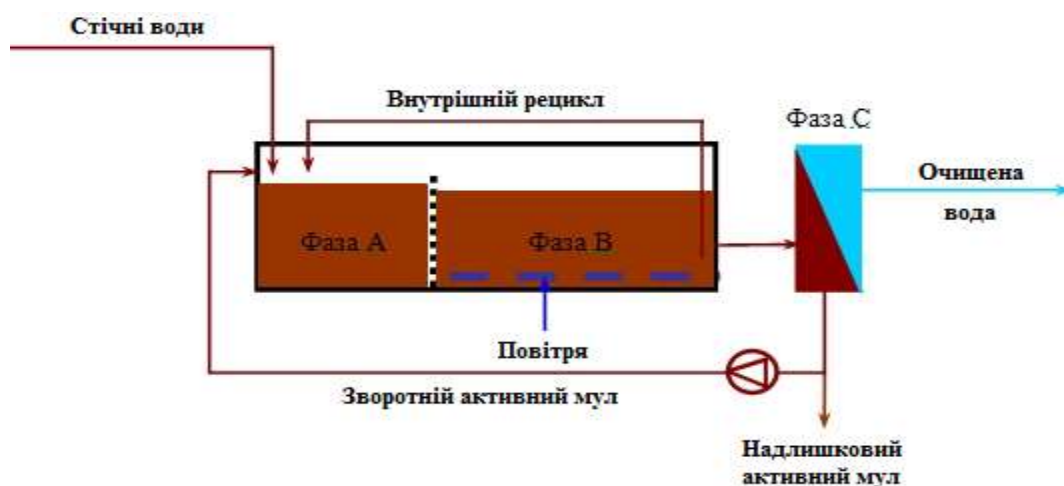 Стічні води
Внутрішній рецикл
Фаза С
Очищена
вода
Фаза А
Фаза В
Повітря
Зворотній активний мул
Надлишковий
активний мул